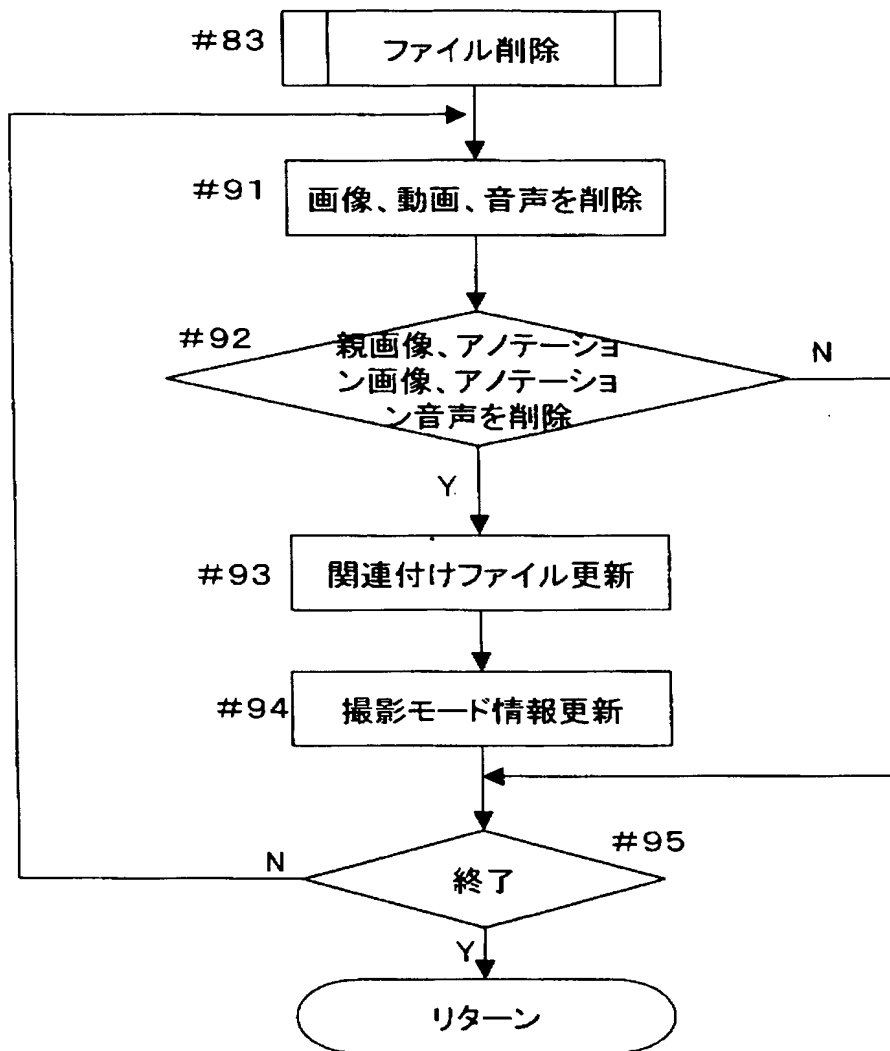 #83
ファイル削除
#91
画像、動画、音声を削除
#92
親画像、アノテーショ
ン画像、アノテーショ
ン音声を削除
N
Y
#93
関連付けファイル更新
#94
撮影モード情報更新
#95
終了
N
Y
リターン